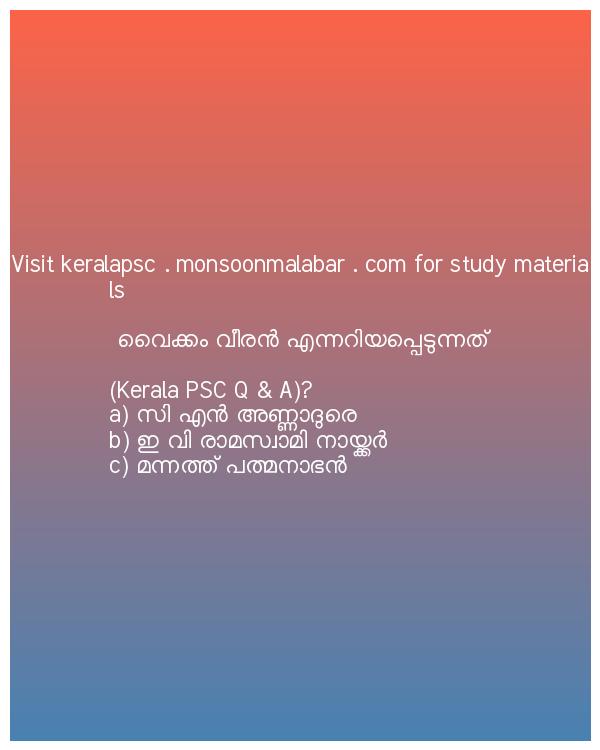 Visit keralapsc . monsoonmalabar . com for study materia
ls
വൈക്കം വീരൻ എന്നറിയപ്പെടുന്നത്
(Kerala PSC Q & A)?
a) സി എൻ അണ്ണാദുരെ
b) ഇ വി രാമസ്വാമി നായ്ക്കർ
c) മന്നത്ത് പത്മനാഭൻ